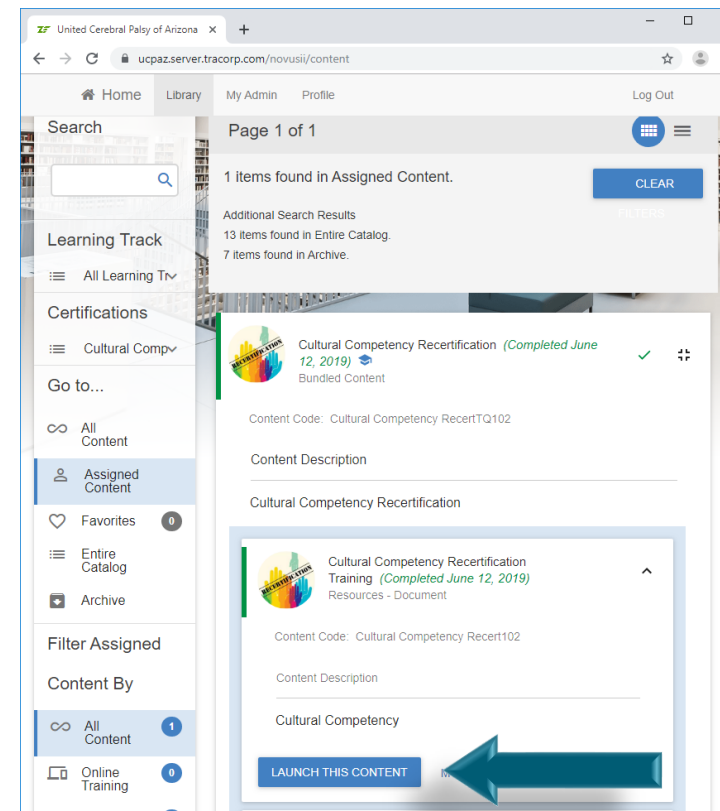 United Cerebral Palsy of Arizona
ucpaz.server.tracorp.com/novusii/content
Home Library My Admin Profile Log Out
Search
Learning Track
All Learning Tr
Certifications
Cultural Comp
Go to...
All
Content
Assigned
Content
Favorites 0
Entire
Catalog
Archive
Filter Assigned
Content By
All
Content
1
Online
Training
0
Page 1 of 1
1 items found in Assigned Content.
CLEAR
FILTERS
Additional Search Results
13 items found in Entire Catalog.
7 items found in Archive.
RECERTIFICATION
Cultural Competency Recertification (Completed June
12, 2019)
Bundled Content
Content Code: Cultural Competency RecertTQ102
Content Description
Cultural Competency Recertification
RECERTIFICATION
Cultural Competency Recertification
Training (Completed June 12, 2019)
Resources - Document
Content Code: Cultural Competency Recert102
Content Description
Cultural Competency
LAUNCH THIS CONTENT